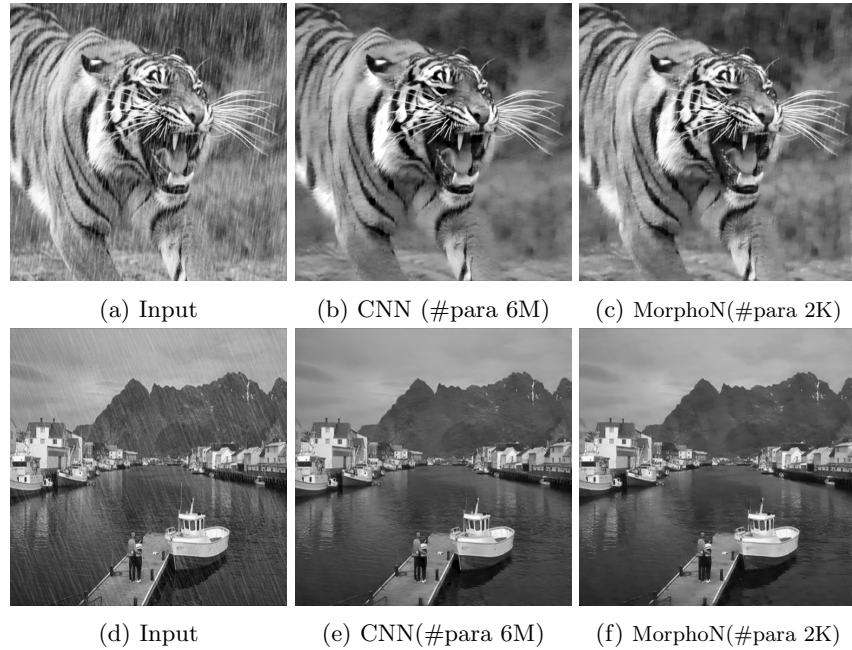 (a) Input (b) CNN (#para 6M) (c) MorphoN(#para 2K)
(d) Input (e) CNN(#para 6M) (f) MorphoN(#para 2K)